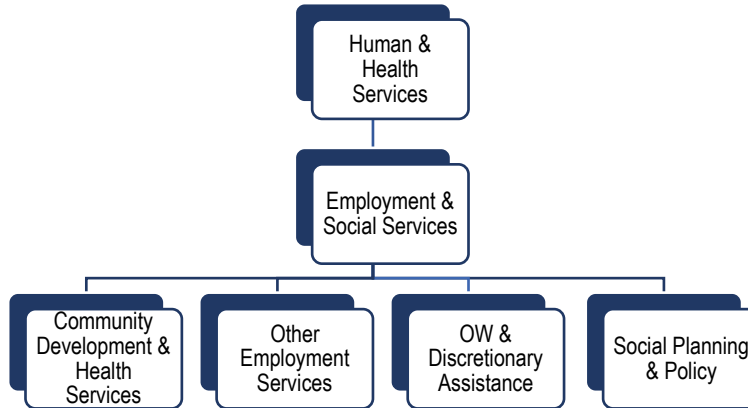 Human &
Health
Services
Employment &
Social Services
Community
Development &
Health
Services
Other
Employment
Services
OW &
Discretionary
Assistance
Social Planning
& Policy